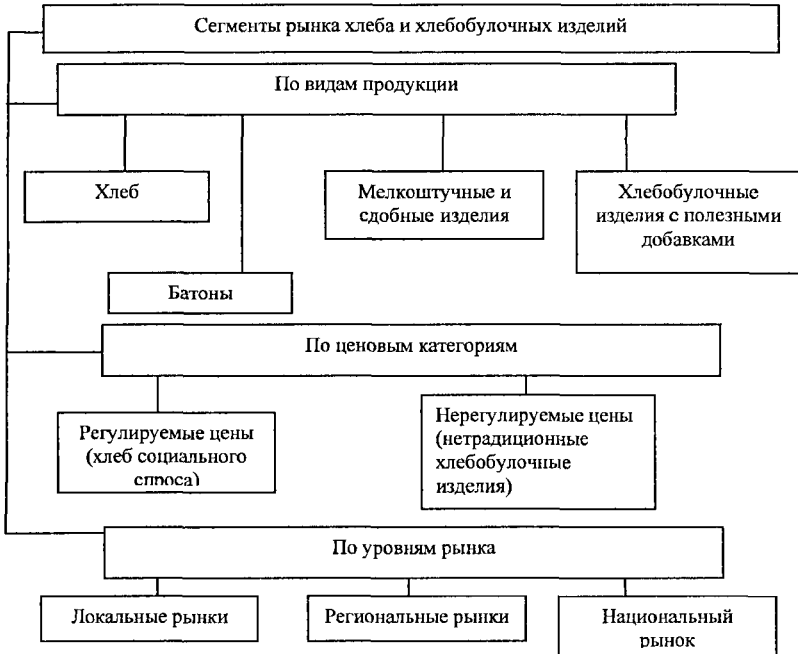 Сегменты рынка хлеба и хлебобулочных изделий
По видам продукции
Хлеб
Мелкоштучные и
сдобные изделия
Хлебобулочные
изделия с полезными
добавками
Батоны
По ценовым категориям
Регулируемые цены
(хлеб социального
спроса)
Нерегулируемые цены
(нетрадиционные
хлебобулочные
изделия)
По уровням рынка
Локальные рынки
Региональные рынки
Национальный
рынок